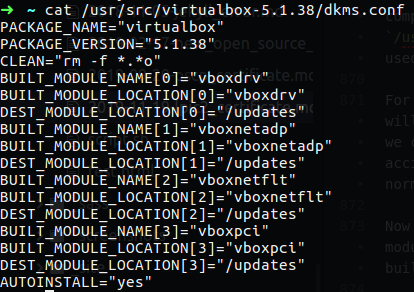 ➜ ~ cat /usr/src/virtualbox-5.1.38/dkms.conf
PACKAGE_NAME="virtualbox"
PACKAGE_VERSION="5.1.38"
CLEAN="rm -f *.*o"
BUILT_MODULE_NAME[0]="vboxdrv"
BUILT_MODULE_LOCATION[0]="vboxdrv"
DEST_MODULE_LOCATION[0]="/updates"
BUILT_MODULE_NAME[1]="vboxnetadp"
BUILT_MODULE_LOCATION[1]="vboxnetadp"
DEST_MODULE_LOCATION[1]="/updates"
BUILT_MODULE_NAME[2]="vboxnetflt"
BUILT_MODULE_LOCATION[2]="vboxnetflt"
DEST_MODULE_LOCATION[2]="/updates"
BUILT_MODULE_NAME[3]="vboxpci"
BUILT_MODULE_LOCATION[3]="vboxpci"
DEST_MODULE_LOCATION[3]="/updates"
AUTOINSTALL="yes"